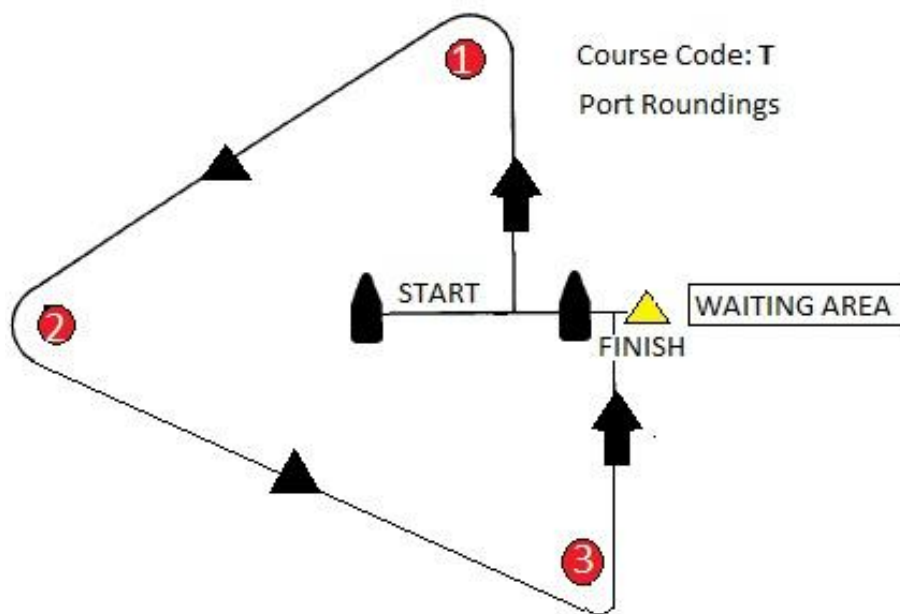 1
Course Code: T
Port Roundings
START
WAITING AREA
2
FINISH
3